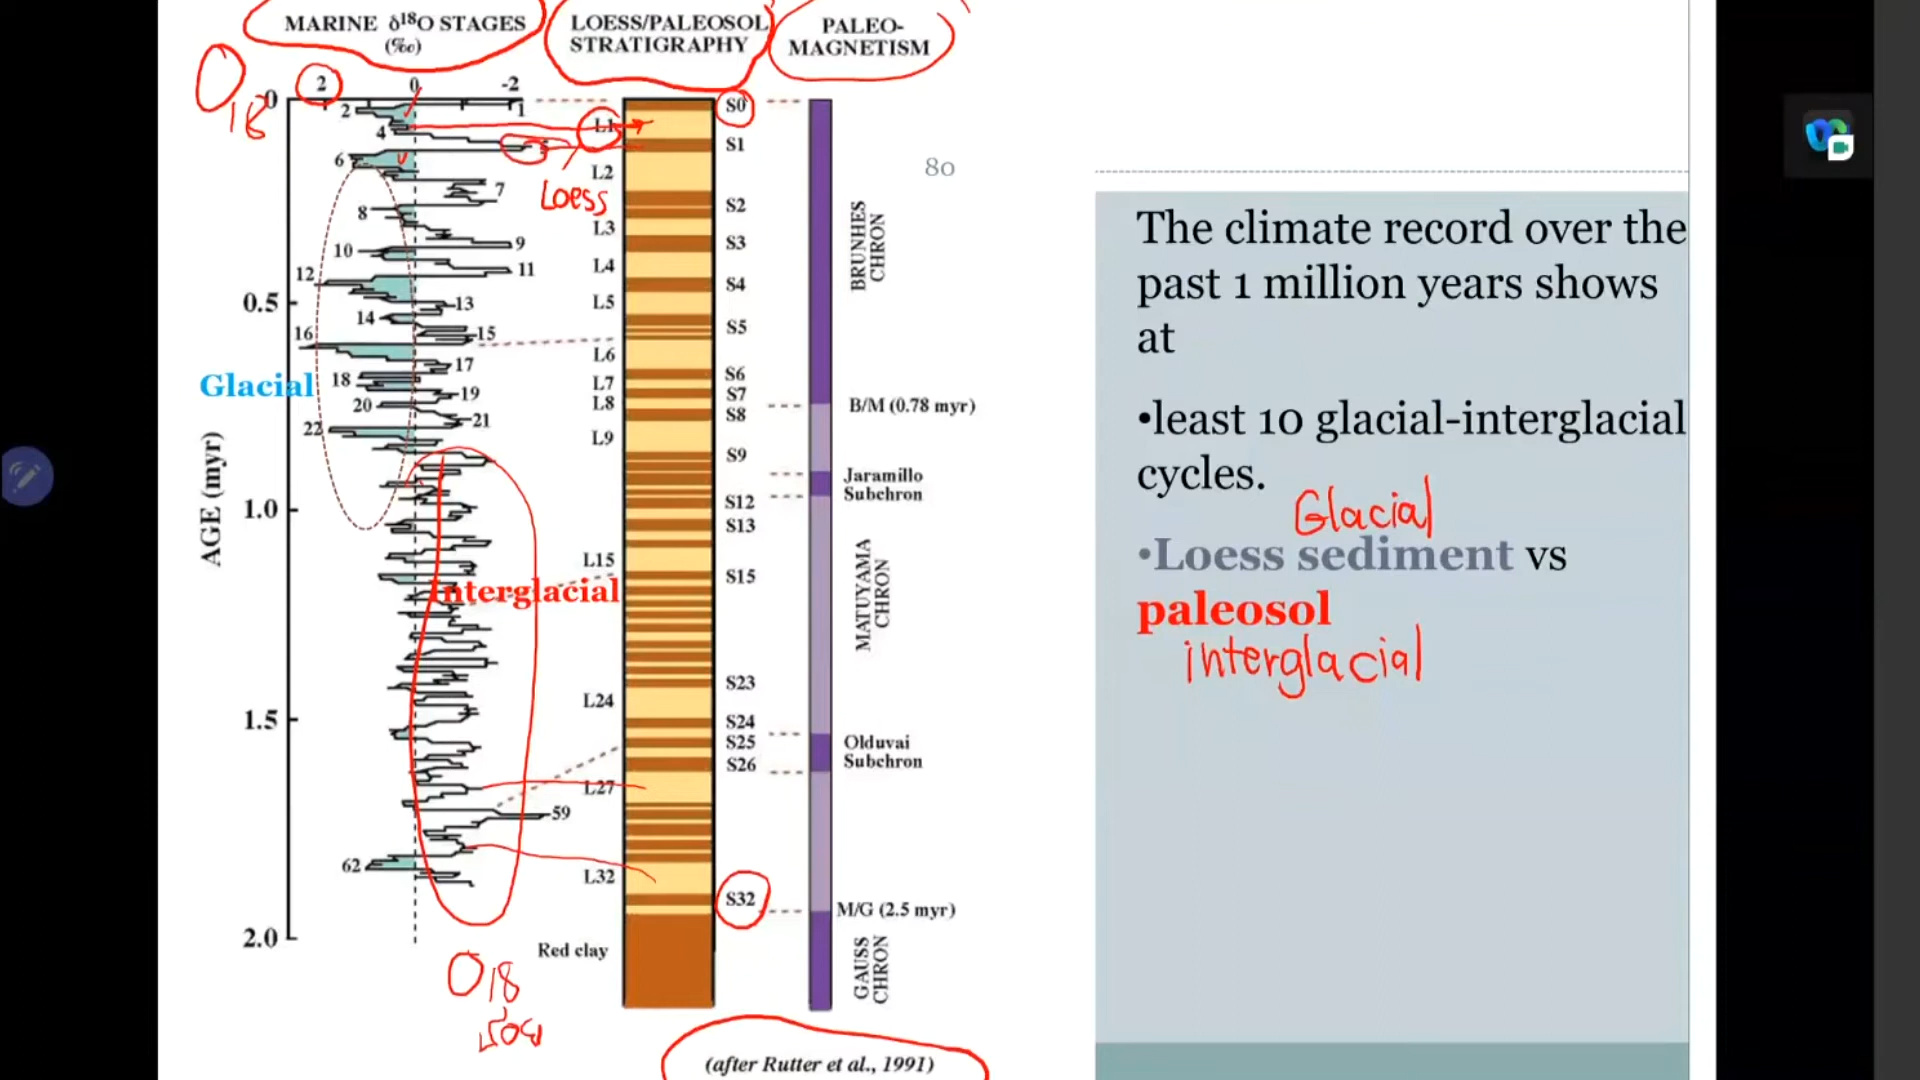 MARINE δ¹⁸O STAGES
(‰)
LOESS/PALEOSOL
STRATIGRAPHY
PALEO-
MAGNETISM
O18
2 0 -2
0
2
1
4
L1
S0
S1
6
L2
Loess
7
8
S2
L3
9
S3
10
L4
11
12
S4
0.5
13
L5
14
S5
15
16
L6
17
Glacial
18
S6
L7
19
S7
L8
20
S8
21
22
L9
S9
S12
1.0
S13
L15
S15
Interglacial
S23
L24
1.5
S24
S25
S26
L27
59
62
L32
S32
2.0
Red clay
AGE (myr)
BRUNHES
CHRON
B/M (0.78 myr)
Jaramillo
Subchron
MATUYAMA
CHRON
Olduvai
Subchron
M/G (2.5 myr)
GAUSS
CHRON
O18
(after Rutter et al., 1991)
80
The climate record over the
past 1 million years shows
at
•least 10 glacial-interglacial
cycles.
Glacial
•Loess sediment vs
paleosol
interglacial